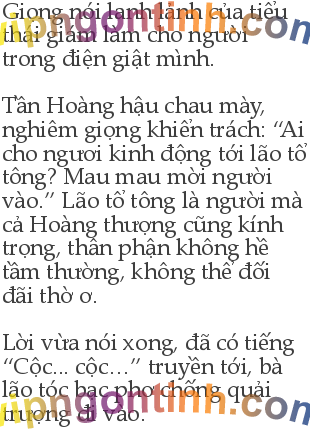 Giọng nói lanh lảnh của tiểu
thái giám làm cho người
trong điện giật mình.
Tần Hoàng hậu chau mày,
nghiêm giọng khiển trách: “Ai
cho ngươi kinh động tới lão tổ
tông? Mau mau mời người
vào.” Lão tổ tông là người mà
cả Hoàng thượng cũng kính
trọng, thân phận không hề
tầm thường, không thể đối
đãi thờ ơ.
Lời vừa nói xong, đã có tiếng
“Cộc... cộc...” truyền tới, bà
lão tóc bạc phơ chống quải
trượng đi vào.
vipngontinh.com
vipngontinh.com